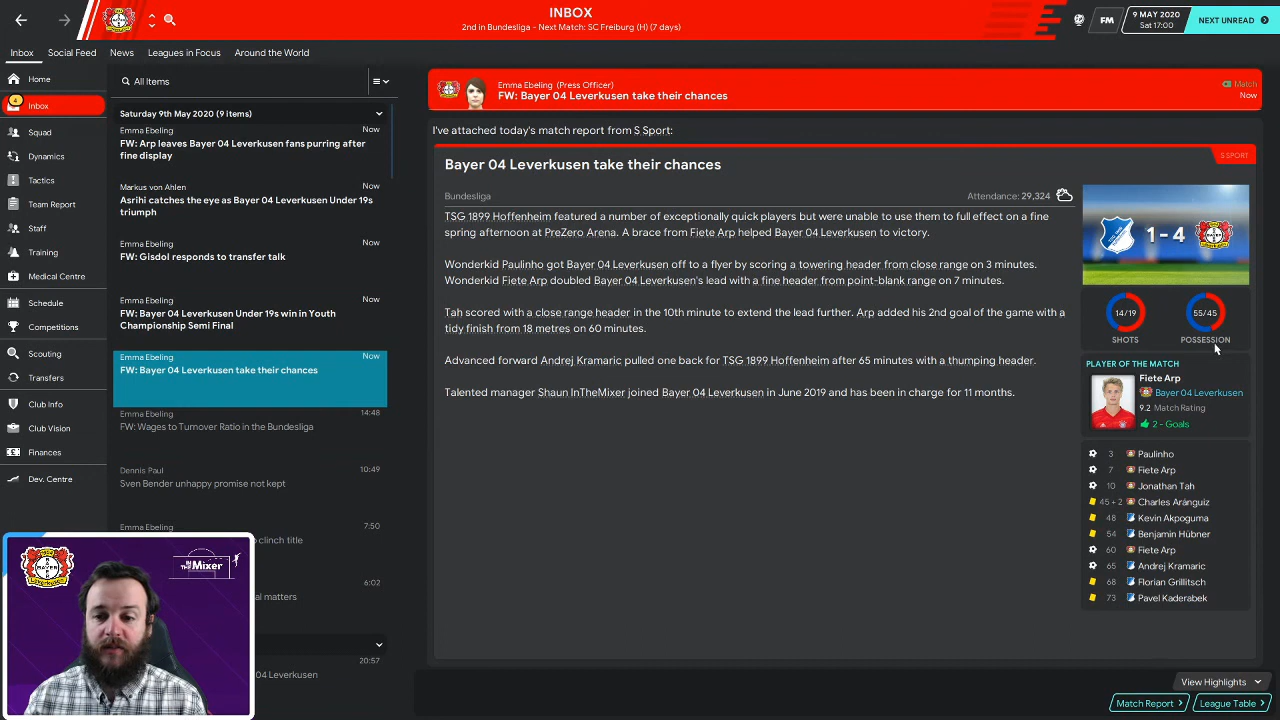 INBOX
2nd in Bundesliga - Next Match: SC Freiburg (H) (7 days)
FM
9 MAY 2020
Sat 17:00
NEXT UNREAD
Inbox
Social Feed
News
Leagues in Focus
Around the World
Home
4
Inbox
Squad
Dynamics
Tactics
Team Report
Staff
Training
Medical Centre
Schedule
Competitions
Scouting
Transfers
Club Info
Club Vision
Finances
Dev. Centre
All Items
Saturday 9th May 2020 (9 items)
Emma Ebeling Now
FW: Arp leaves Bayer 04 Leverkusen fans purring after
fine display
Markus von Ahlen Now
Asrihi catches the eye as Bayer 04 Leverkusen Under 19s
triumph
Emma Ebeling Now
FW: Gisdol responds to transfer talk
Emma Ebeling Now
FW: Bayer 04 Leverkusen Under 19s win in Youth
Championship Semi Final
Emma Ebeling Now
FW: Bayer 04 Leverkusen take their chances
Emma Ebeling 14:48
FW: Wages to Turnover Ratio in the Bundesliga
Dennis Paul 10:49
Sven Bender unhappy promise not kept
Emma Ebeling 7:50
clinch title
6:02
al matters
20:57
04 Leverkusen
Emma Ebeling (Press Officer)
FW: Bayer 04 Leverkusen take their chances
Match
Now
I've attached today's match report from S Sport:
S SPORT
Bayer 04 Leverkusen take their chances
Bundesliga
Attendance: 29,324
TSG 1899 Hoffenheim featured a number of exceptionally quick players but were unable to use them to full effect on a fine
spring afternoon at PreZero Arena. A brace from Fiete Arp helped Bayer 04 Leverkusen to victory.
Wonderkid Paulinho got Bayer 04 Leverkusen off to a flyer by scoring a towering header from close range on 3 minutes.
Wonderkid Fiete Arp doubled Bayer 04 Leverkusen's lead with a fine header from point-blank range on 7 minutes.
Tah scored with a close range header in the 10th minute to extend the lead further. Arp added his 2nd goal of the game with a
tidy finish from 18 metres on 60 minutes.
Advanced forward Andrej Kramaric pulled one back for TSG 1899 Hoffenheim after 65 minutes with a thumping header.
Talented manager Shaun InTheMixer joined Bayer 04 Leverkusen in June 2019 and has been in charge for 11 months.
1 - 4
14/19
SHOTS
55/45
POSSESSION
PLAYER OF THE MATCH
Fiete Arp
Bayer 04 Leverkusen
9.2 Match Rating
2 - Goals
3 Paulinho
7 Fiete Arp
10 Jonathan Tah
45 + 2 Charles Aránguiz
48 Kevin Akpoguma
54 Benjamin Hübner
60 Fiete Arp
65 Andrej Kramaric
68 Florian Grillitsch
73 Pavel Kaderabek
View Highlights
Match Report
League Table
Leverkusen
The Mixer